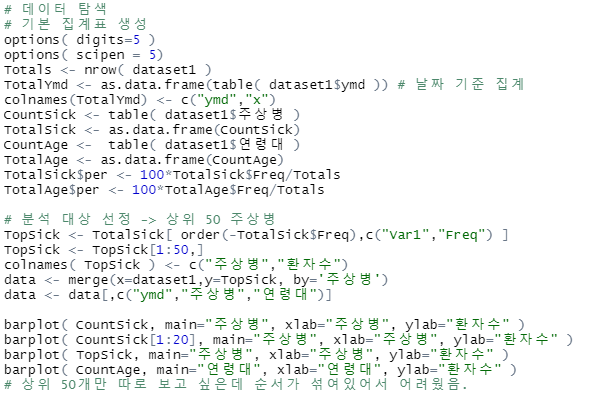 # 데이터 탐색
# 기본 집계표 생성
options( digits=5 )
options( scipen = 5)
Totals <- nrow( dataset1 )
TotalYmd <- as.data.frame(table( dataset1$ymd )) # 날짜 기준 집계
colnames(TotalYmd) <- c("ymd","x")
CountSick <- table( dataset1$주상병 )
TotalSick <- as.data.frame(CountSick)
CountAge <-  table( dataset1$연령대 )
TotalAge <- as.data.frame(CountAge)
TotalSick$per <- 100*TotalSick$Freq/Totals
TotalAge$per <- 100*TotalAge$Freq/Totals
# 분석 대상 선정 -> 상위 50 주상병
TopSick <- TotalSick[ order(-TotalSick$Freq),c("Var1","Freq") ]
TopSick <- TopSick[1:50,]
colnames( TopSick ) <- c("주상병","환자수")
data <- merge(x=dataset1,y=TopSick, by='주상병')
data <- data[,c("ymd","주상병","연령대")]
barplot( CountSick, main="주상병", xlab="주상병", ylab="환자수" )
barplot( CountSick[1:20], main="주상병", xlab="주상병", ylab="환자수" )
barplot( TopSick, main="주상병", xlab="주상병", ylab="환자수" )
barplot( CountAge, main="연령대", xlab="연령대", ylab="환자수" )
# 상위 50개만 따로 보고 싶은데 순서가 섞여있어서 어려웠음.